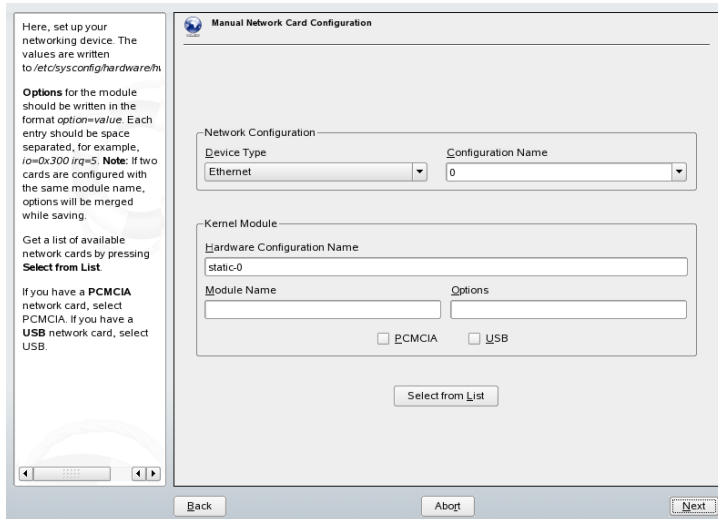 Here, set up your
networking device. The
values are written
to /etc/sysconfig/hardware/
Options for the module
should be written in the
format option=value. Each
entry should be space
separated, for example,
io=0x300 irq=5. Note: If two
cards are configured with
the same module name,
options will be merged
while saving.
Get a list of available
network cards by pressing
Select from List.
If you have a PCMCIA
network card, select
PCMCIA. If you have a
USB network card, select
USB.
Manual Network Card Configuration
Network Configuration
Device Type
Configuration Name
Ethernet
0
Kernel Module
Hardware Configuration Name
static-0
Module Name
Options
PCMCIA
USB
Select from List
Back
Abort
Next